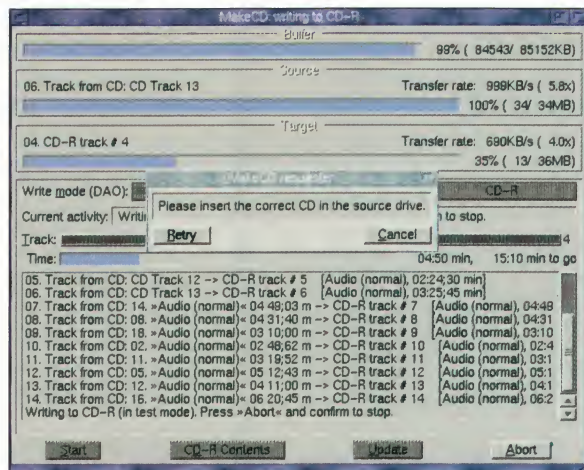 MakeCD: writing to CD-R
Buffer
99% ( 84543/ 85152KB)
Source
06. Track from CD: CD Track 13 Transfer rate: 999KB/s ( 5.8x)
100% ( 34/ 34MB)
Target
04. CD-R track # 4 Transfer rate: 690KB/s ( 4.0x)
35% ( 13/ 36MB)
MakeCD requester
Write mode (DAO): CD-R
Please insert the correct CD in the source drive.
Current activity: Writi n to stop.
Retry Cancel
Track: 4
Time: 04:50 min, 15:10 min to go
05. Track from CD: CD Track 12 -> CD-R track # 5 [Audio (normal), 02:24;30 min]
06. Track from CD: CD Track 13 -> CD-R track # 6 [Audio (normal), 03:25;45 min]
07. Track from CD: 14. »Audio (normal)« 04 49;03 m -> CD-R track # 7 [Audio (normal), 04:49
08. Track from CD: 08. »Audio (normal)« 04 31;40 m -> CD-R track # 8 [Audio (normal), 04:31
09. Track from CD: 18. »Audio (normal)« 03 10;00 m -> CD-R track # 9 [Audio (normal), 03:10
10. Track from CD: 02. »Audio (normal)« 02 48;62 m -> CD-R track # 10 [Audio (normal), 02:4
11. Track from CD: 11. »Audio (normal)« 03 19;52 m -> CD-R track # 11 [Audio (normal), 03:1
12. Track from CD: 05. »Audio (normal)« 05 12;43 m -> CD-R track # 12 [Audio (normal), 05:1
13. Track from CD: 12. »Audio (normal)« 04 11;00 m -> CD-R track # 13 [Audio (normal), 04:1
14. Track from CD: 16. »Audio (normal)« 06 20;45 m -> CD-R track # 14 [Audio (normal), 06:2
Writing to CD-R (in test mode). Press »Abort« and confirm to stop.
Start CD-R Contents Update Abort